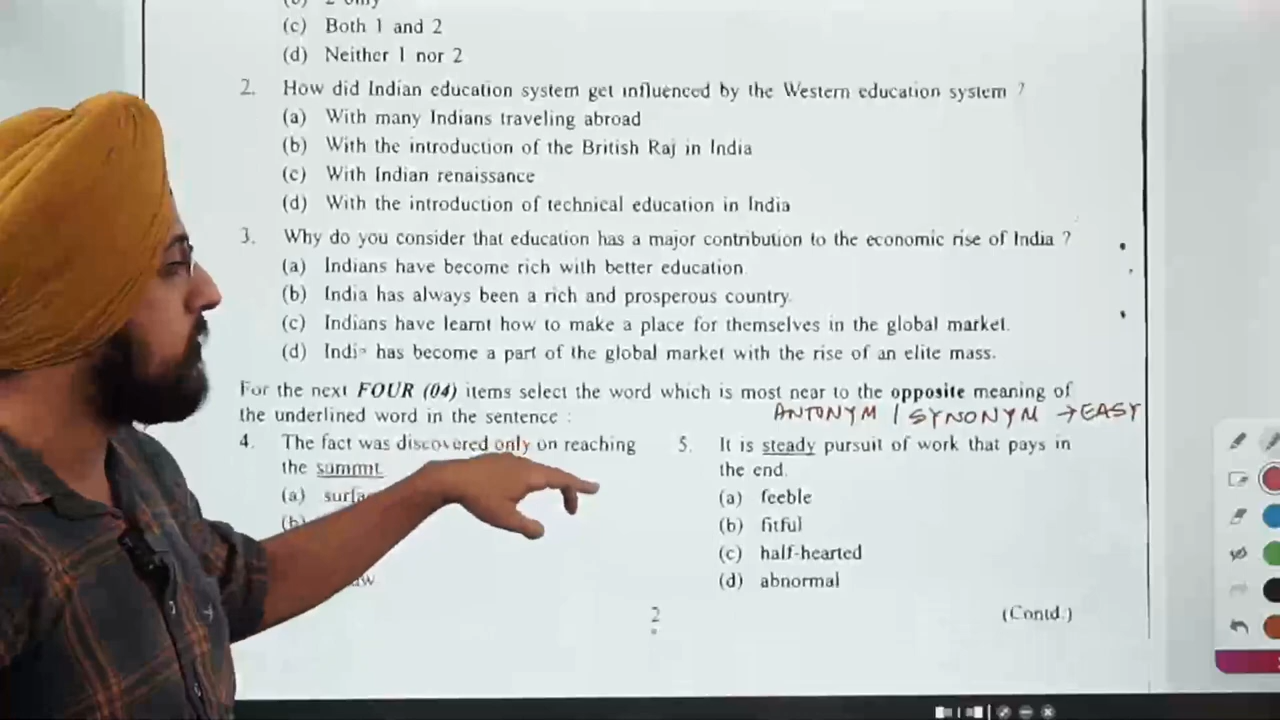 2 only
(c) Both 1 and 2
(d) Neither 1 nor 2
2. How did Indian education system get influenced by the Western education system ?
(a) With many Indians traveling abroad
(b) With the introduction of the British Raj in India
(c) With Indian renaissance
(d) With the introduction of technical education in India
3. Why do you consider that education has a major contribution to the economic rise of India ?
(a) Indians have become rich with better education
(b) India has always been a rich and prosperous country.
(c) Indians have learnt how to make a place for themselves in the global market.
(d) India has become a part of the global market with the rise of an elite mass.
For the next FOUR (04) items select the word which is most near to the opposite meaning of
the underlined word in the sentence :
ANTONYM / SYNONYM → EASY
4. The fact was discovered only on reaching
the summit
(a)
(b)
5. It is steady pursuit of work that pays in
the end.
(a) feeble
(b) fitful
(c) half-hearted
(d) abnormal
2
(Contd.)